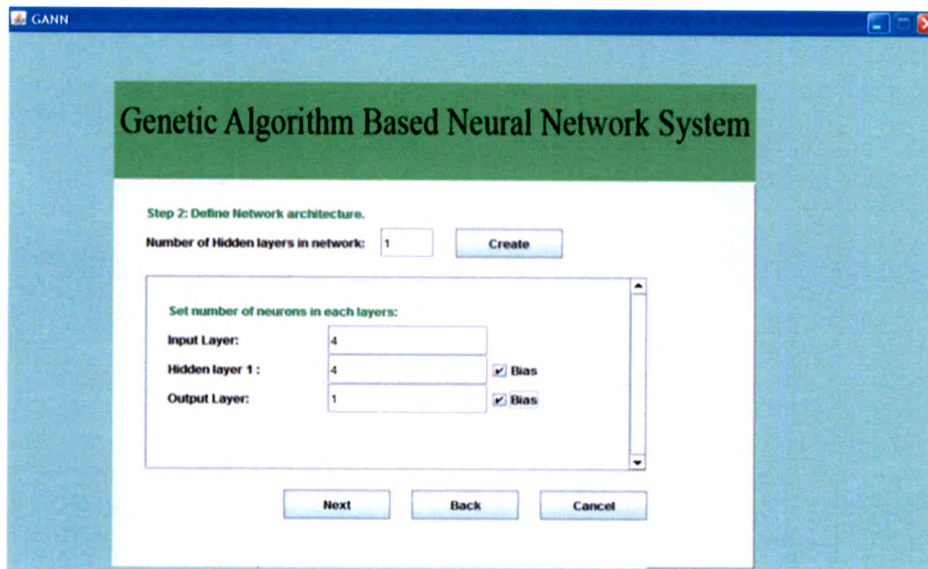 GANN
Genetic Algorithm Based Neural Network System
Step 2: Define Network architecture.
Number of Hidden layers in network: 1 Create
Set number of neurons in each layers:
Input Layer: 4
Hidden layer 1 : 4 Bias
Output Layer: 1 Bias
Next Back Cancel